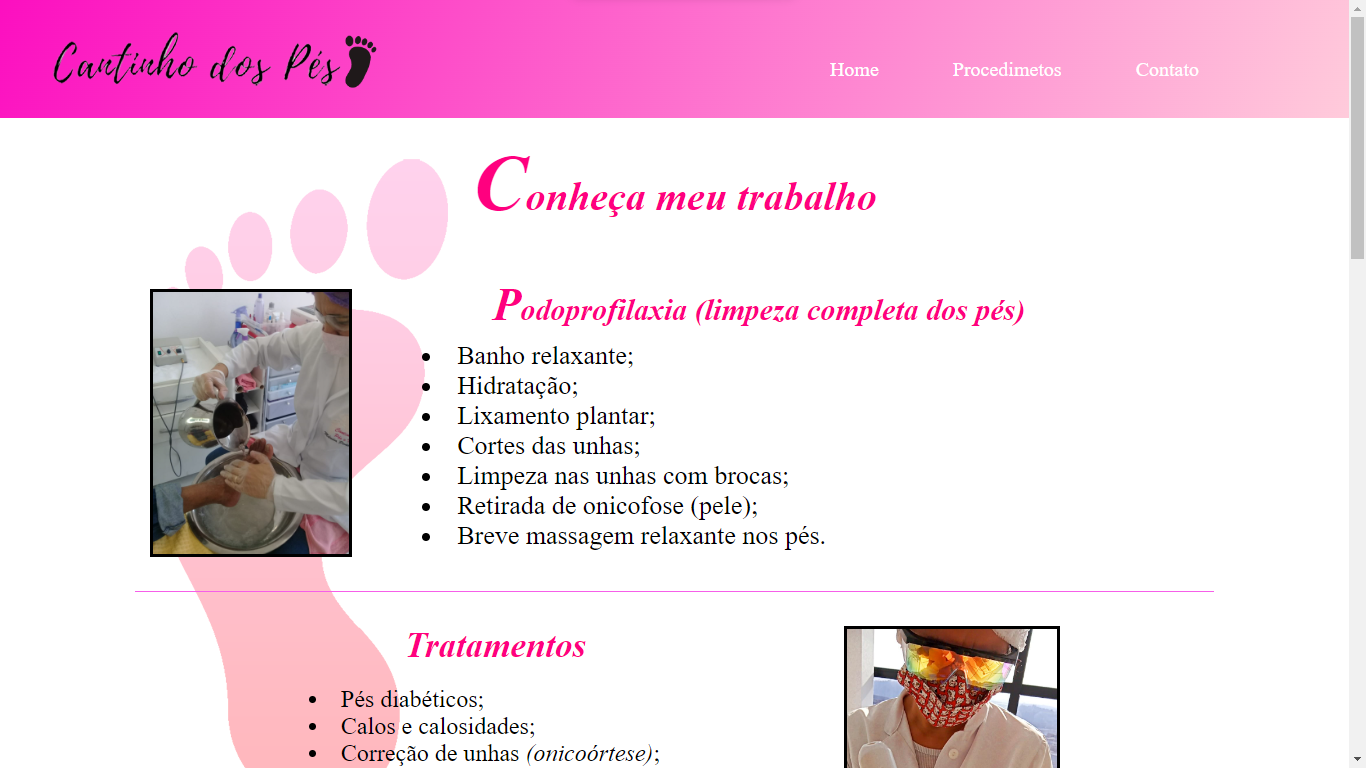 Cantinho dos Pés
Home Procedimetos Contato
Conheça meu trabalho
Podoprofilaxia (limpeza completa dos pés)
Banho relaxante;
Hidratação;
Lixamento plantar;
Cortes das unhas;
Limpeza nas unhas com brocas;
Retirada de onicofose (pele);
Breve massagem relaxante nos pés.
Tratamentos
Pés diabéticos;
Calos e calosidades;
Correção de unhas (onicoórtese);